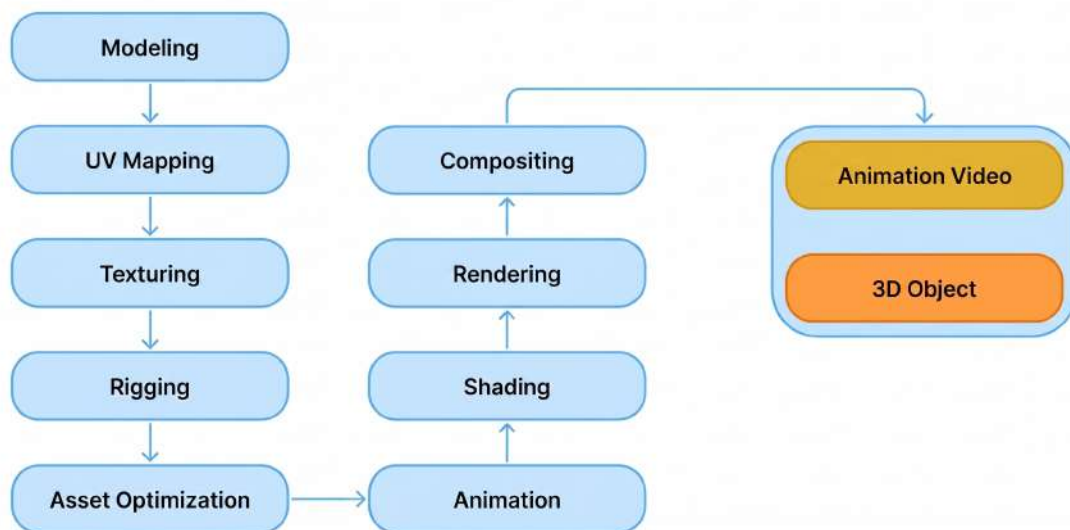 Modeling
UV Mapping
Texturing
Rigging
Asset Optimization
Animation
Shading
Rendering
Compositing
Animation Video
3D Object